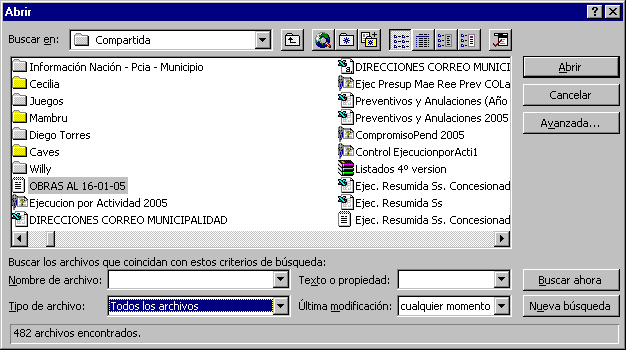 Abrir
Buscar en: Compartida
Información Nación - Pcia - Municipio
Cecilia
Juegos
Mambru
Diego Torres
Caves
Willy
OBRAS AL 16-01-05
Ejecucion por Actividad 2005
DIRECCIONES CORREO MUNICIPALIDAD
DIRECCIONES CORREO MUNICI
Ejec Presup Mae Ree Prev COLa
Preventivos y Anulaciones (Año
Preventivos y Anulaciones 2005
CompromisoPend 2005
Control EjecucionporActi1
Listados 4º version
Ejec. Resumida Ss. Concesionad
Ejec. Resumida Ss
Ejec. Resumida Ss. Concesionad
Abrir
Cancelar
Avanzada...
Buscar los archivos que coincidan con estos criterios de búsqueda:
Nombre de archivo: Texto o propiedad: Buscar ahora
Tipo de archivo: Todos los archivos Última modificación: cualquier momento Nueva búsqueda
482 archivos encontrados.